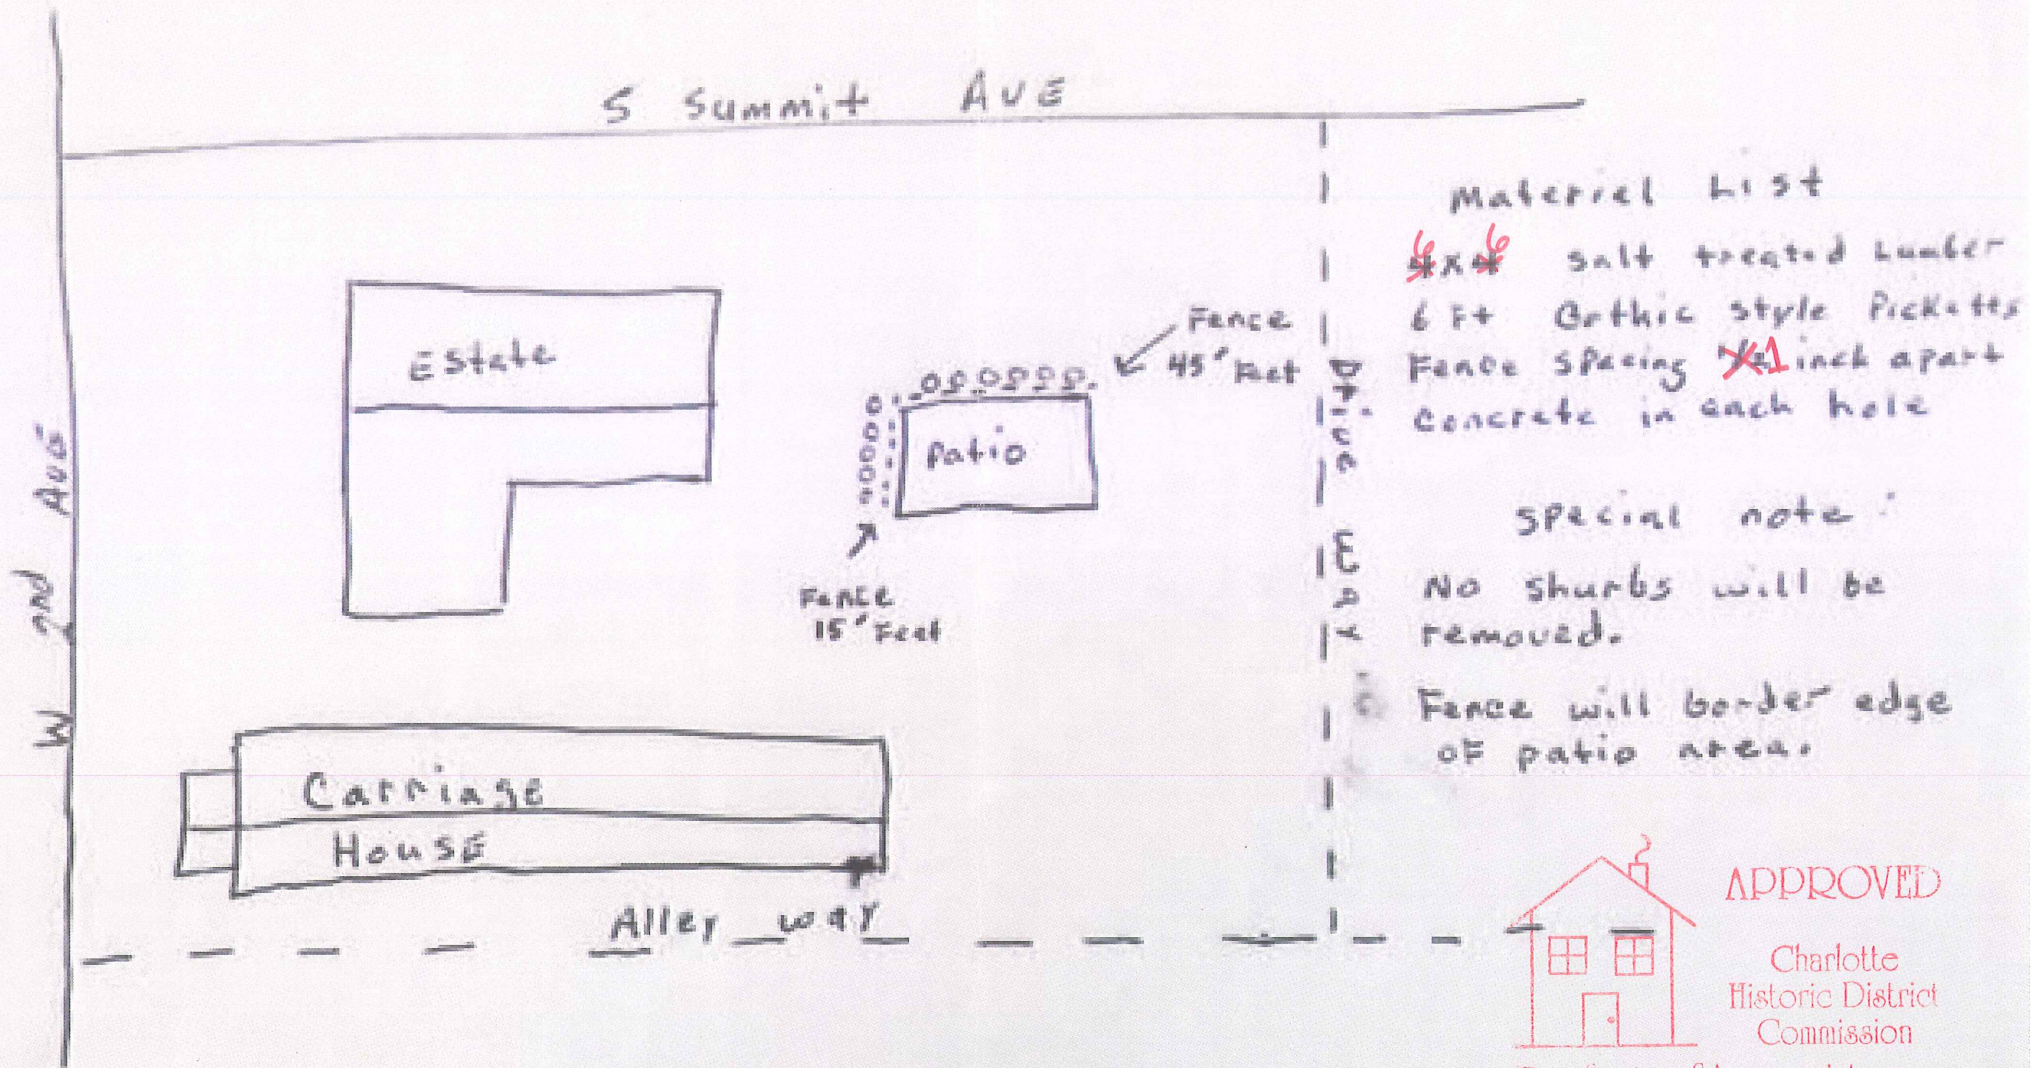 S Summit AVE
W 2nd AVE
EState
Patio
Fence
45' Feet
Fence
15' Feet
Carriage
House
Alley way
Materiel List
6x6 salt treated Lumber
6 Ft Gothic style Picketts
Fence spacing 1 inch apart
concrete in each hole
special note:
No shurbs will be
removed.
Fence will border edge
of patio area.
APPROVED
Charlotte
Historic District
Commission